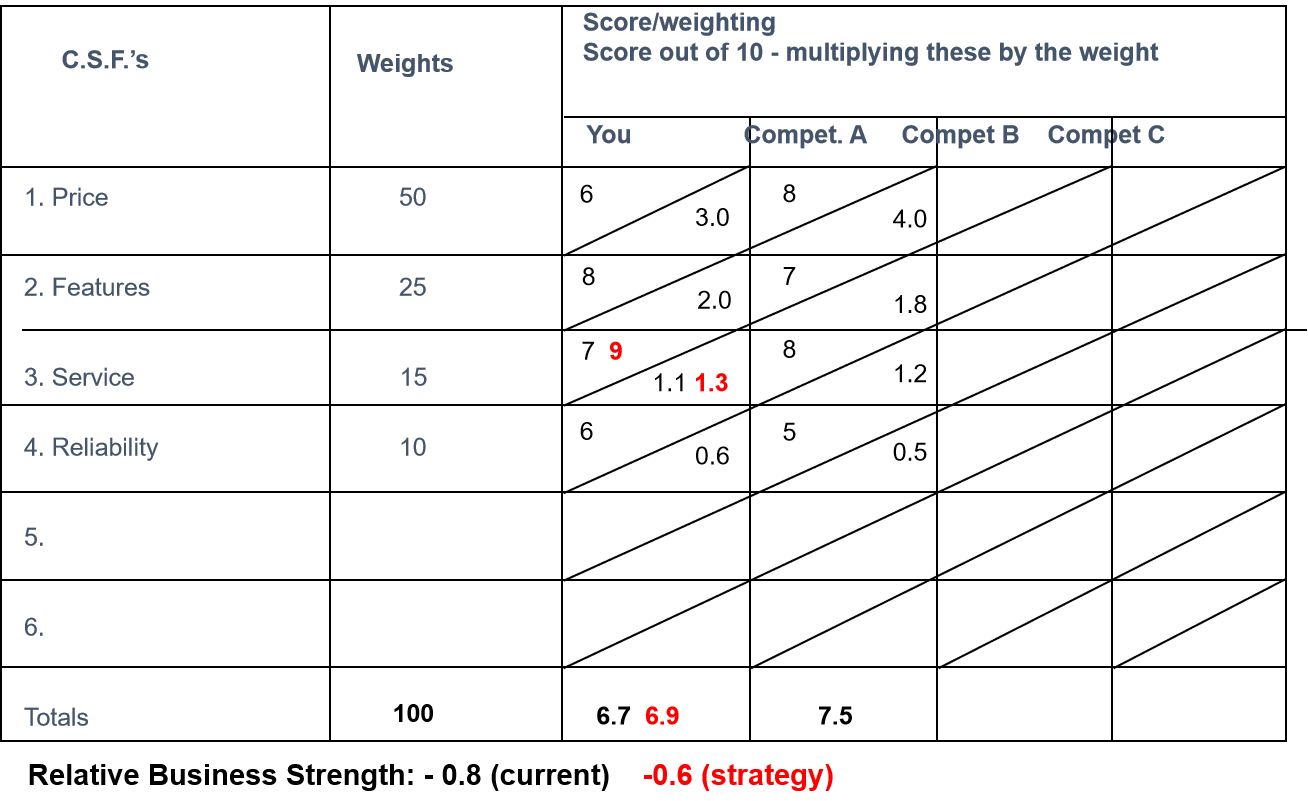 C.S.F.’s Weights Score/weighting
Score out of 10 - multiplying these by the weight
You Compet. A Compet B Compet C
1. Price 50 6 3.0 8 4.0
2. Features 25 8 2.0 7 1.8
3. Service 15 7 9 1.1 1.3 8 1.2
4. Reliability 10 6 0.6 5 0.5
5.
6.
Totals 100 6.7 6.9 7.5
Relative Business Strength: - 0.8 (current) -0.6 (strategy)